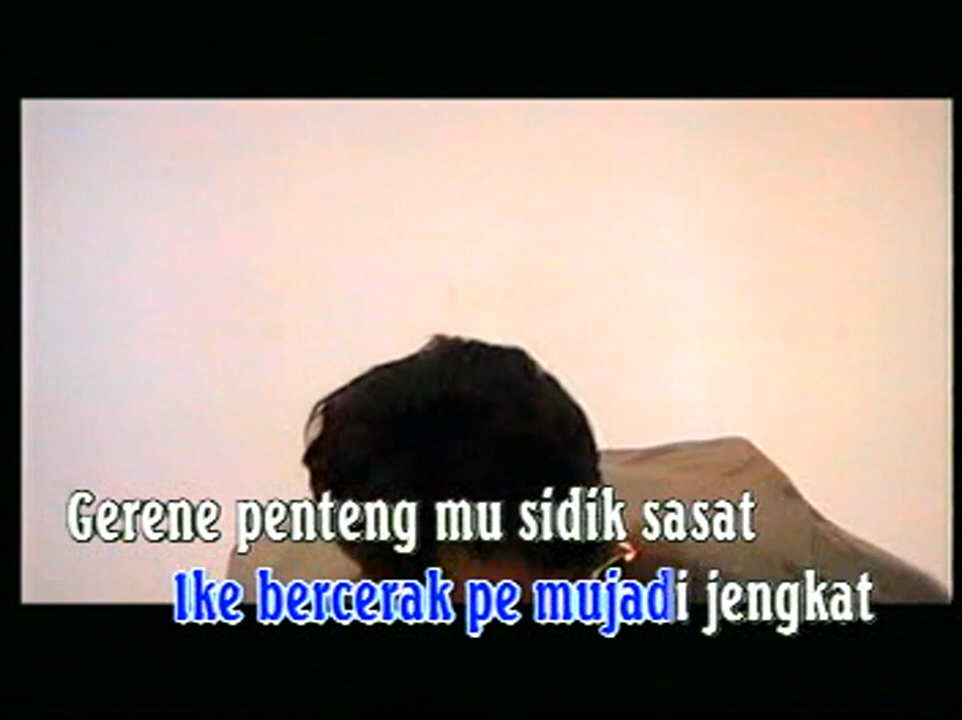 Gerene penteng mu sidik sasat
Ike bercerak pe mujadi jengkat